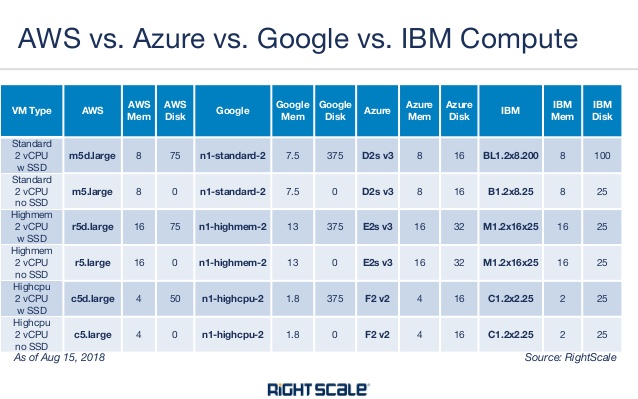 AWS vs. Azure vs. Google vs. IBM Compute
VM Type AWS AWS Mem AWS Disk Google Google Mem Google Disk Azure Azure Mem Azure Disk IBM IBM Mem IBM Disk
Standard 2 vCPU w SSD m5d.large 8 75 n1-standard-2 7.5 375 D2s v3 8 16 BL1.2x8.200 8 100
Standard 2 vCPU no SSD m5.large 8 0 n1-standard-2 7.5 0 D2s v3 8 16 B1.2x8.25 8 25
Highmem 2 vCPU w SSD r5d.large 16 75 n1-highmem-2 13 375 E2s v3 16 32 M1.2x16x25 16 25
Highmem 2 vCPU no SSD r5.large 16 0 n1-highmem-2 13 0 E2s v3 16 32 M1.2x16x25 16 25
Highcpu 2 vCPU w SSD c5d.large 4 50 n1-highcpu-2 1.8 375 F2 v2 4 16 C1.2x2.25 2 25
Highcpu 2 vCPU no SSD c5.large 4 0 n1-highcpu-2 1.8 0 F2 v2 4 16 C1.2x2.25 2 25
As of Aug 15, 2018 Source: RightScale
RIGHTSCALE